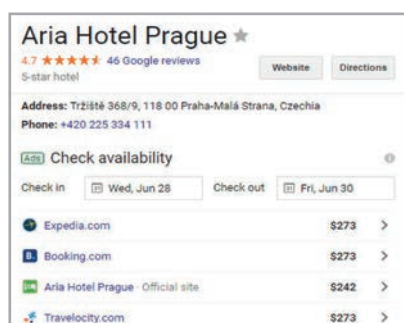 Aria Hotel Prague
4.7 46 Google reviews
5-star hotel
Website
Directions
Address: Tržiště 368/9, 118 00 Praha-Malá Strana, Czechia
Phone: +420 225 334 111
Ads Check availability
Check in Wed, Jun 28 Check out Fri, Jun 30
Expedia.com $273
B. Booking.com $273
Aria Hotel Prague · Official site $242
Travelocity.com $273